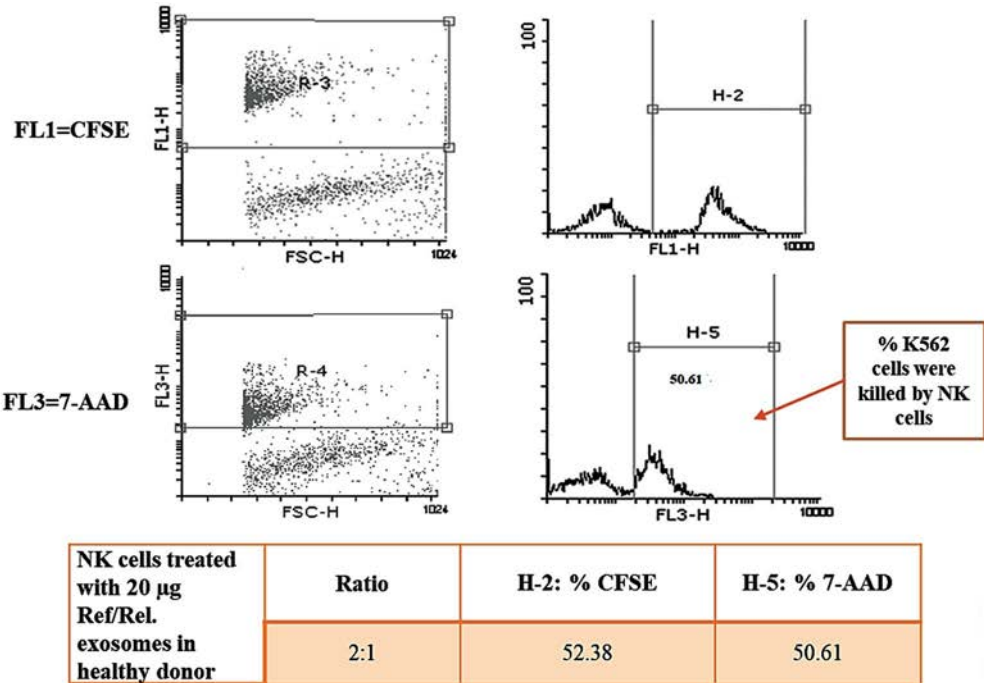 FL1=CFSE
10000
FL1-H
R-3
FSC-H
1024
100
H-2
FL1-H
10000
FL3=7-AAD
10000
FL3-H
R-4
FSC-H
1024
100
H-5
50.61
FL3-H
10000
% K562
cells were
killed by NK
cells
NK cells treated
with 20 µg
Ref/Rel.
exosomes in
healthy donor
Ratio
H-2: % CFSE
H-5: % 7-AAD
2:1
52.38
50.61